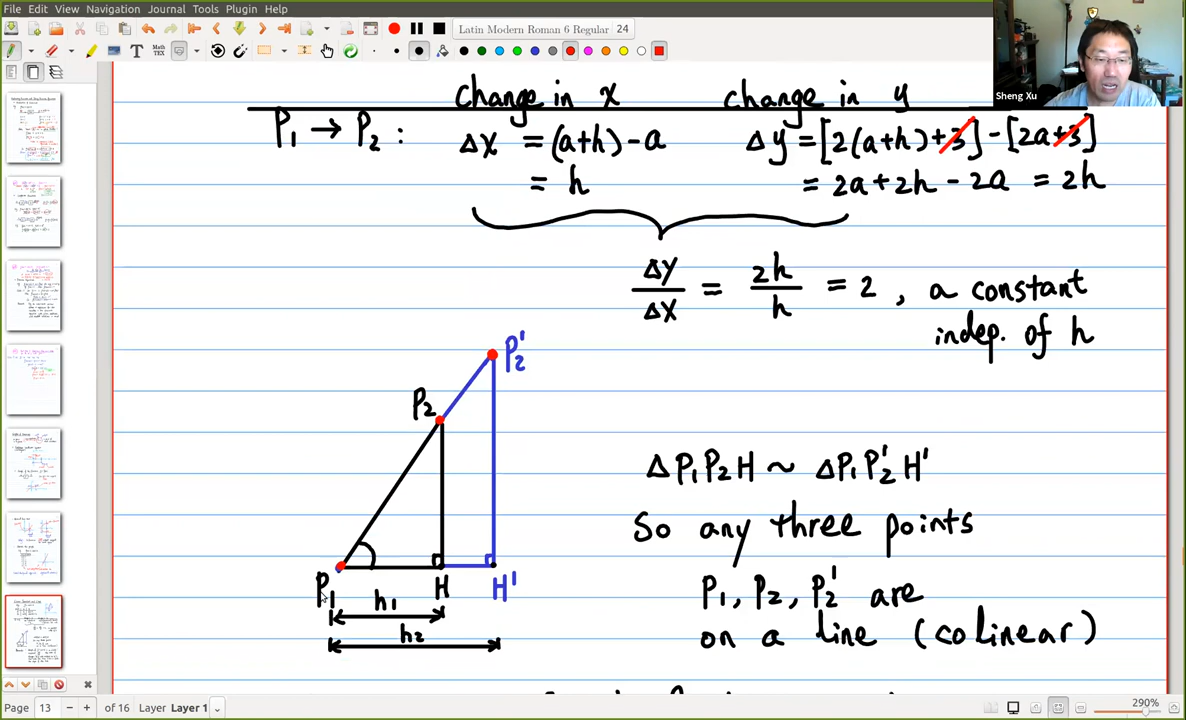 File Edit View Navigation Journal Tools Plugin Help
Latin Modern Roman 6 Regular 24
Sheng Xu
change in x change in y
P₁ → P₂ : Δx = (a+h) - a Δy = [2(a+h) +3] - [2a+3]
= h = 2a + 2h - 2a = 2h
Δy/Δx = 2h/h = 2 , a constant
indep. of h
P₂'
P₂
P₁ H H'
h₁
h₂
Δ P₁P₂H ~ Δ P₁P₂'H'
So any three points
P₁, P₂, P₂' are
on a line (colinear)
Page 13 of 16 Layer Layer 1 290%